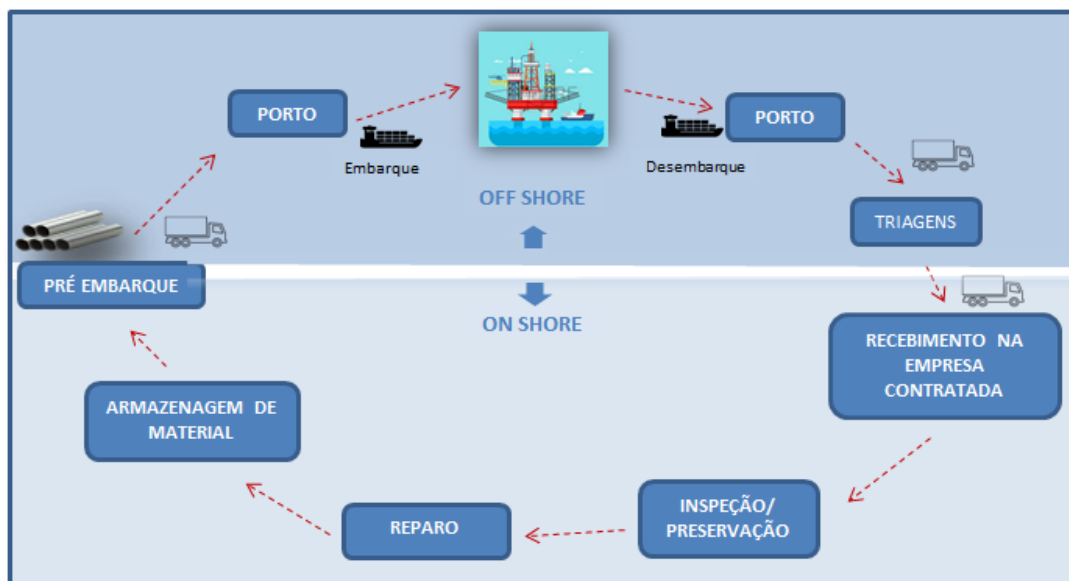 PORTO
PORTO
Embarque
Desembarque
OFF SHORE
TRIAGENS
PRÉ EMBARQUE
ON SHORE
RECEBIMENTO NA
EMPRESA
CONTRATADA
ARMAZENAGEM DE
MATERIAL
INSPEÇÃO/
PRESERVAÇÃO
REPARO